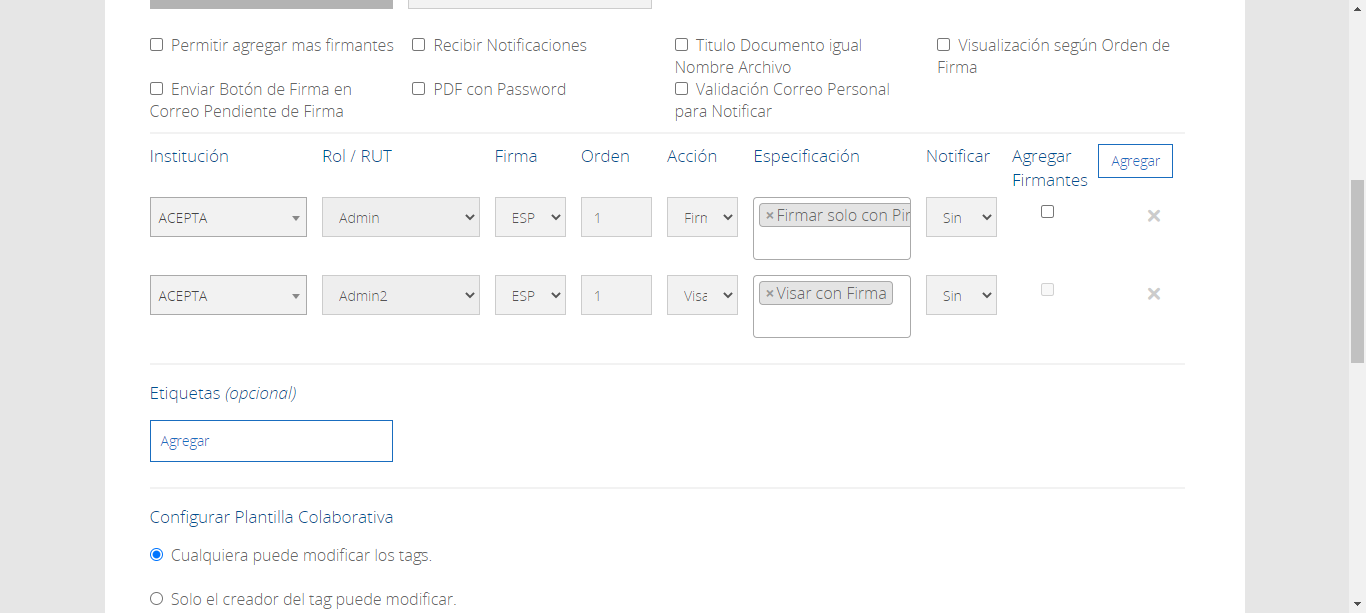 Permitir agregar mas firmantes
Recibir Notificaciones
Titulo Documento igual
Nombre Archivo
Visualización según Orden de
Firma
Enviar Botón de Firma en
Correo Pendiente de Firma
PDF con Password
Validación Correo Personal
para Notificar
Institución Rol / RUT Firma Orden Acción Especificación Notificar Agregar
Firmantes
Agregar
ACEPTA Admin ESP 1 Firm ×Firmar solo con Pin Sin ×
ACEPTA Admin2 ESP 1 Visa ×Visar con Firma Sin ×
Etiquetas (opcional)
Agregar
Configurar Plantilla Colaborativa
Cualquiera puede modificar los tags.
Solo el creador del tag puede modificar.